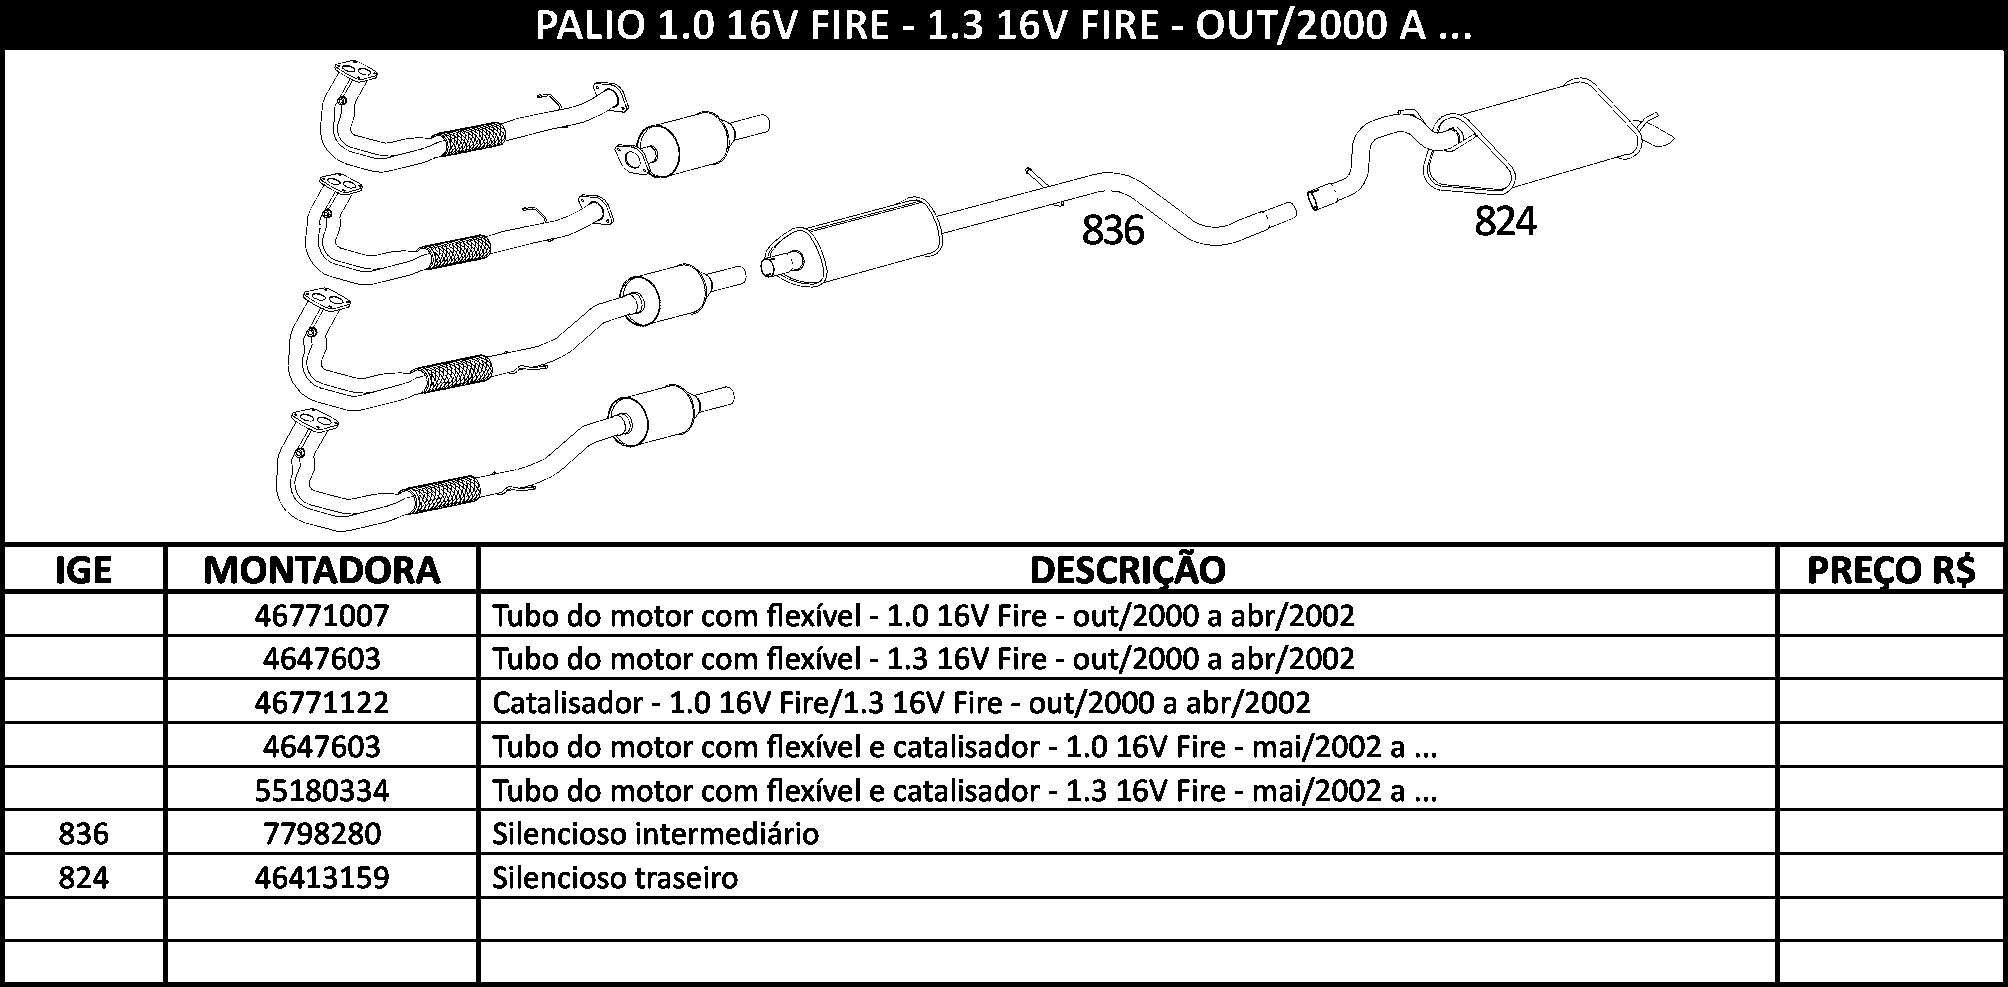 PALIO 1.0 16V FIRE - 1.3 16V FIRE - OUT/2000 A ...
836
824
IGE MONTADORA DESCRIÇÃO PREÇO R$
46771007 Tubo do motor com flexível - 1.0 16V Fire - out/2000 a abr/2002
4647603 Tubo do motor com flexível - 1.3 16V Fire - out/2000 a abr/2002
46771122 Catalisador - 1.0 16V Fire/1.3 16V Fire - out/2000 a abr/2002
4647603 Tubo do motor com flexível e catalisador - 1.0 16V Fire - mai/2002 a ...
55180334 Tubo do motor com flexível e catalisador - 1.3 16V Fire - mai/2002 a ...
836 7798280 Silencioso intermediário
824 46413159 Silencioso traseiro